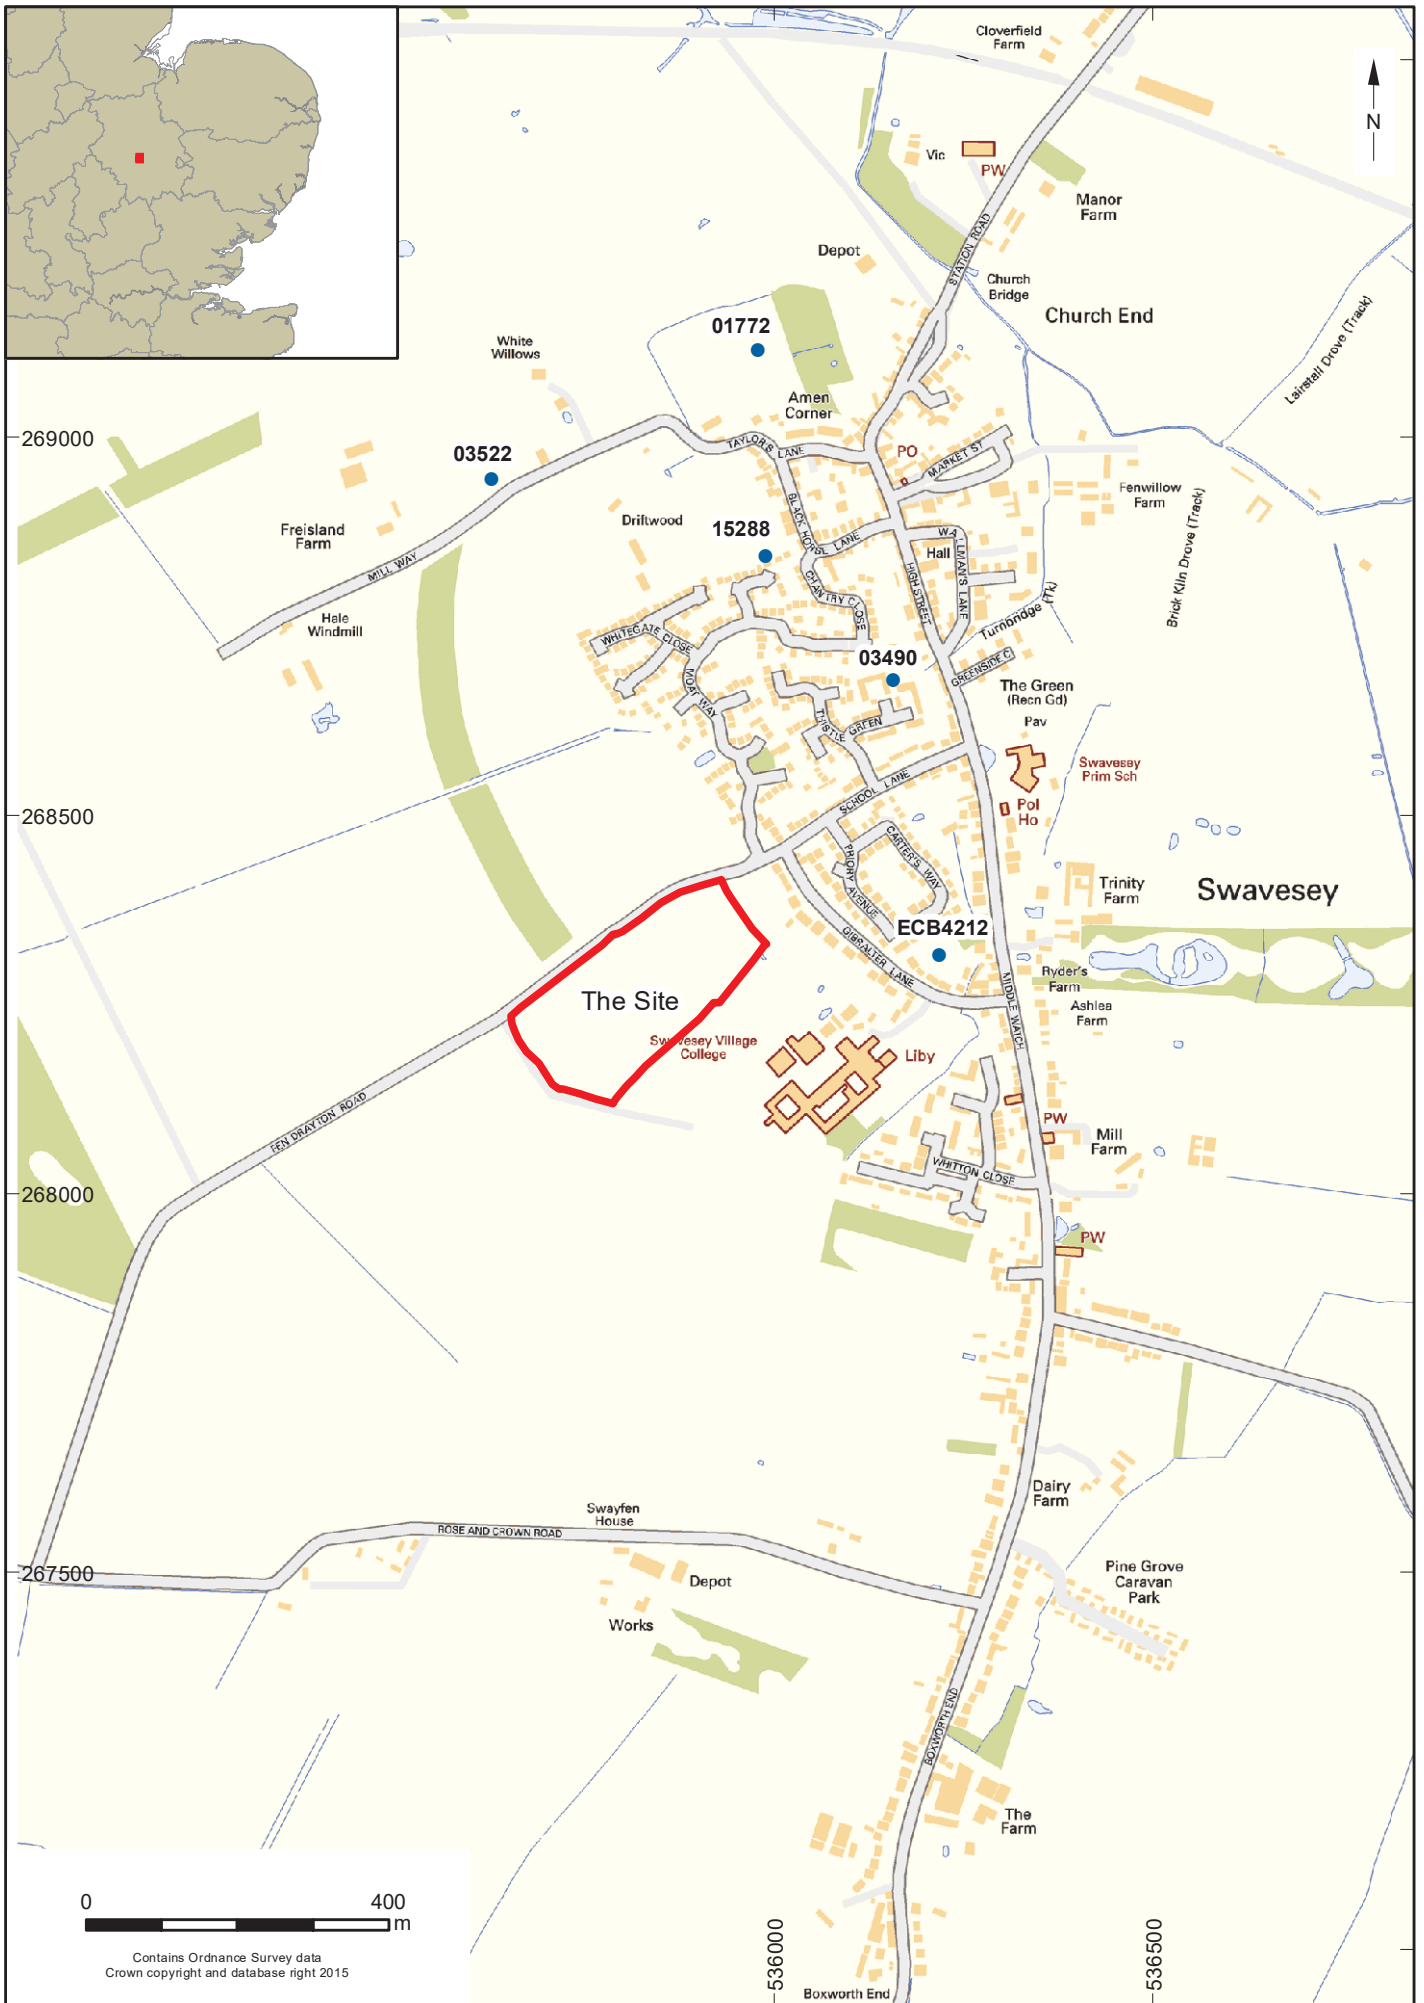 Cloverfield
Farm
N
Vic
PW
Manor
Farm
STATION ROAD
Depot
Church
Bridge
Church End
Lairstall Drove (Track)
01772
White
Willows
Amen
Corner
269000
TAYLOR'S LANE
PO
MARKET ST
03522
Fenwillow
Farm
Freisland
Farm
Driftwood
15288
BLACK HORSE LANE
Hall
WALLMAN'S LANE
HIGH STREET
Brick Kiln Drove (Track)
MILL WAY
CHANTRY CLOSE
Turnbridge (Tk)
Hale
Windmill
WHITEGATE CLOSE
03490
GREENSIDE C
MOAT WAY
The Green
(Recn Gd)
Pav
THISTLE GREEN
Swavesey
Prim Sch
SCHOOL LANE
Pol
Ho
268500
CARTER'S WAY
PRIORY AVENUE
Trinity
Farm
Swavesey
ECB4212
GIBRALTER LANE
Ryder's
Farm
The Site
MIDDLE WATCH
Ashlea
Farm
Swavesey Village
College
Liby
FEN DRAYTON ROAD
PW
Mill
Farm
WHITTON CLOSE
268000
PW
Dairy
Farm
Swayfen
House
ROSE AND CROWN ROAD
267500
Depot
Pine Grove
Caravan
Park
Works
BOXWORTH END
The
Farm
0 400
m
Contains Ordnance Survey data
Crown copyright and database right 2015
536000
536500
Boxworth End